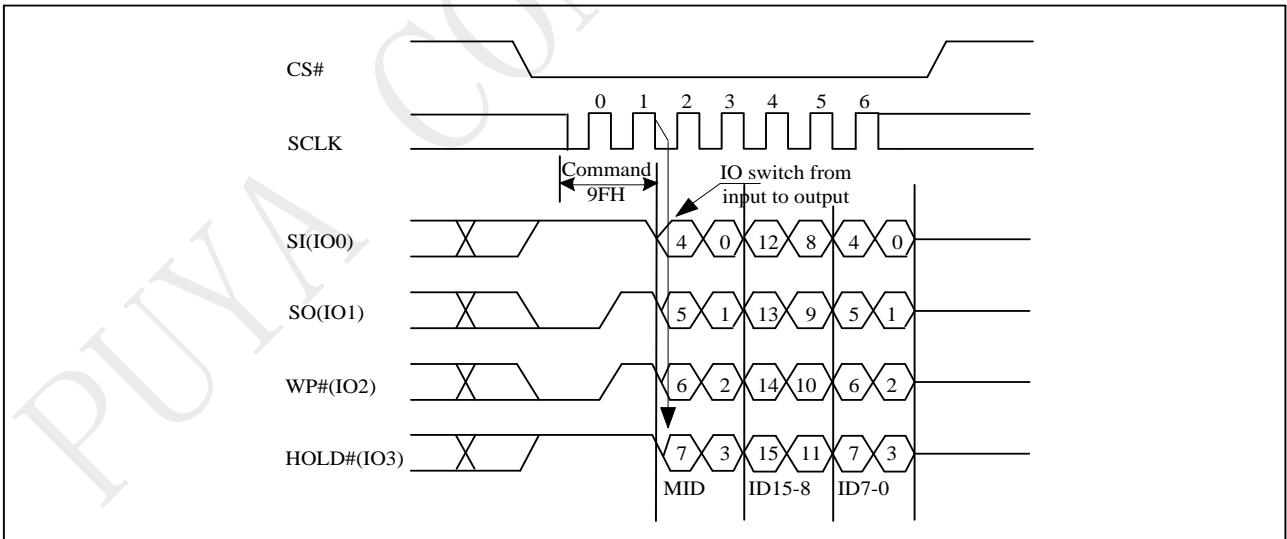 PUYA CON
CS#
0 1 2 3 4 5 6
SCLK
Command
9FH
IO switch from
input to output
SI(IO0)
4 0 12 8 4 0
SO(IO1)
5 1 13 9 5 1
WP#(IO2)
6 2 14 10 6 2
HOLD#(IO3)
7 3 15 11 7 3
MID ID15-8 ID7-0